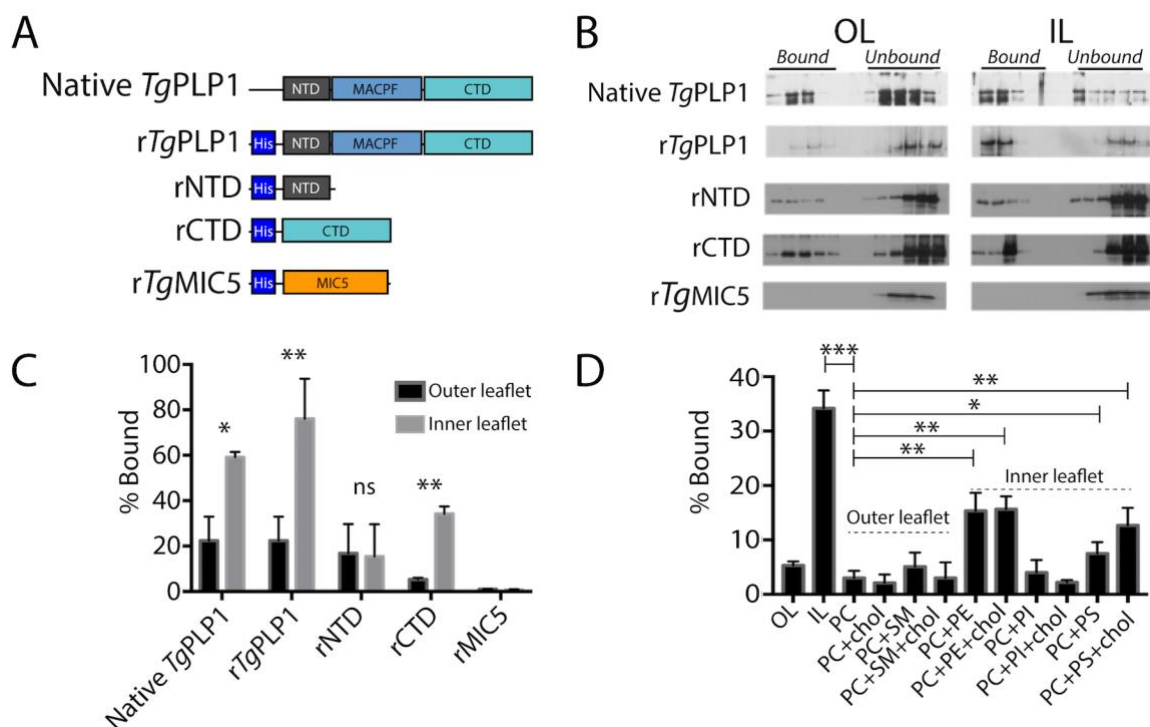 A
Native TgPLP1
NTD MACPF CTD
rTgPLP1
His NTD MACPF CTD
rNTD
His NTD
rCTD
His CTD
rTgMIC5
His MIC5
B
OL IL
Bound Unbound Bound Unbound
Native TgPLP1
rTgPLP1
rNTD
rCTD
rTgMIC5
C
% Bound
100
80
60
40
20
0
* ** ns **
Outer leaflet
Inner leaflet
Native TgPLP1 rTgPLP1 rNTD rCTD rMIC5
D
% Bound
40
30
20
10
0
***
**
*
**
**
Inner leaflet
Outer leaflet
OL IL PC PC+chol PC+SM PC+SM+chol PC+PE PC+PE+chol PC+PI PC+PI+chol PC+PS PC+PS+chol